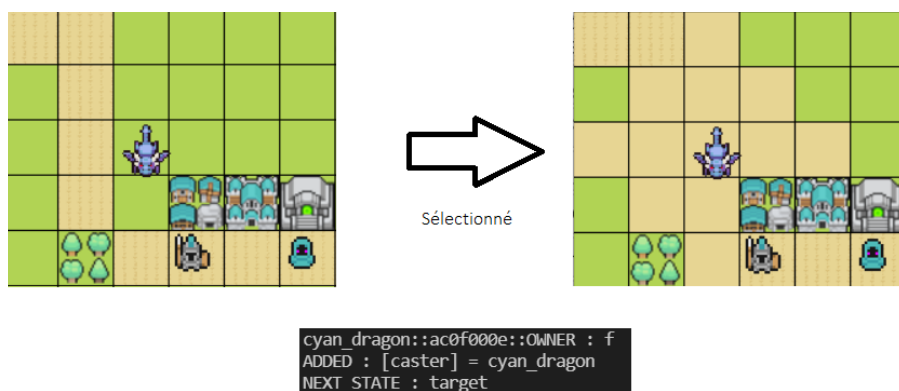 Sélectionné
cyan_dragon::ac0f000e::OWNER : f
ADDED : [caster] = cyan_dragon
NEXT STATE : target